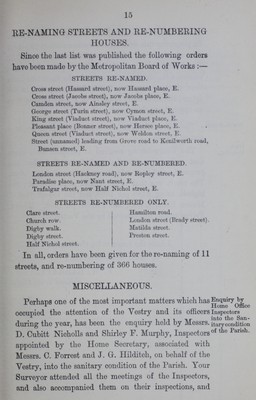 15
RE-NAMING STREETS AND RE-NUMBERING
HOUSES.
Since the last list was published the following orders
have been made by the Metropolitan Board of Works :—
STREETS RE-NAMED.
Cross street (Hassard street), now Hassard place, E.
Cross street (Jacobs street), now Jacobs place, E.
Camden street, now Ainsley street, E.
George street (Turin street), now Cymon street, E.
King street (Viaduct street), now Viaduct place, E.
Pleasant place (Bonner street), now Hersee place, E.
Queen street (Viaduct street), now Weldon street, E.
Street (unnamed) leading from Grove road to Kenilworth road,
Bunsen street, E.
STREETS RE-NAMED AND RE-NUMBERED.
London street (Hackney road), now Ropley street, E.
Paradise place, now Nant street, E.
Trafalgar street, now Half Nichol street, E.
STREETS RE-NUMBERED ONLY.
Clare street.
Church row.
Digby walk.
Digby street.
Half Nichol street.
Hamilton road.
London street (Brady street).
Matilda street.
Preston street.
In all, orders have been given for the re-naming of 11
streets, and re-numbering of 366 houses.
MISCELLANEOUS.
Perhaps one of the most important matters which has
occupied the attention of the Vestry and its officers
during the year, has been the enquiry held by Messrs.
D. Cubitt Nicholls and Shirley F. Murphy, Inspectors
appointed by the Home Secretary, associated with
Messrs. C. Forrest and J. G. Hilditch, on behalf of the
Vestry, into the sanitary condition of the Parish. Your
Surveyor attended all the meetings of the Inspectors,
and also accompanied them on their inspections, and
Enquiry by
Home Office
Inspectors
into the San-
itary condition
of the Parish.